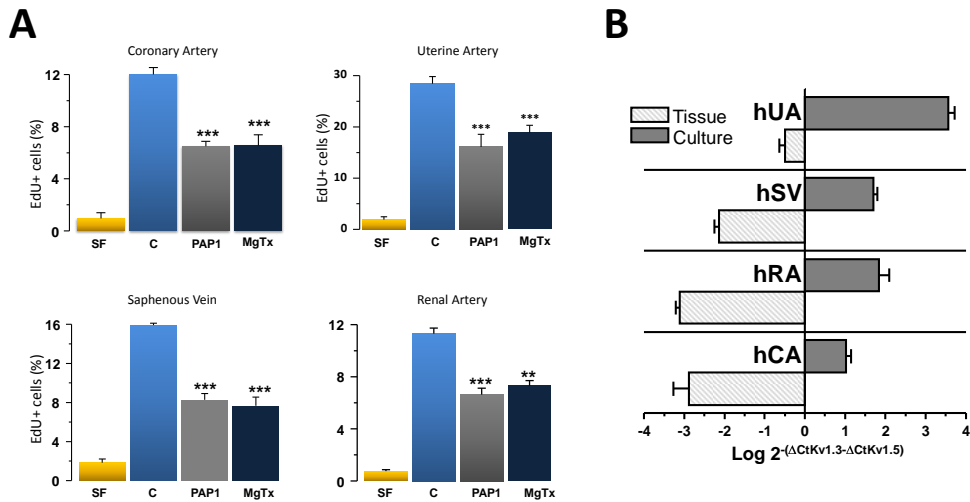 A
Coronary Artery
EdU+ cells (%)
12
8
4
0
***
***
SF
C
PAP1
MgTx
Uterine Artery
EdU+ cells (%)
30
20
10
0
***
***
SF
C
PAP1
MgTx
Saphenous Vein
EdU+ cells (%)
16
12
8
4
0
***
***
SF
C
PAP1
MgTx
Renal Artery
12
8
4
0
***
**
SF
C
PAP1
MgTx
B
Tissue
Culture
hUA
hSV
hRA
hCA
-4 -3 -2 -1 0 1 2 3 4
Log 2-(ΔCtKv1.3-ΔCtKv1.5)